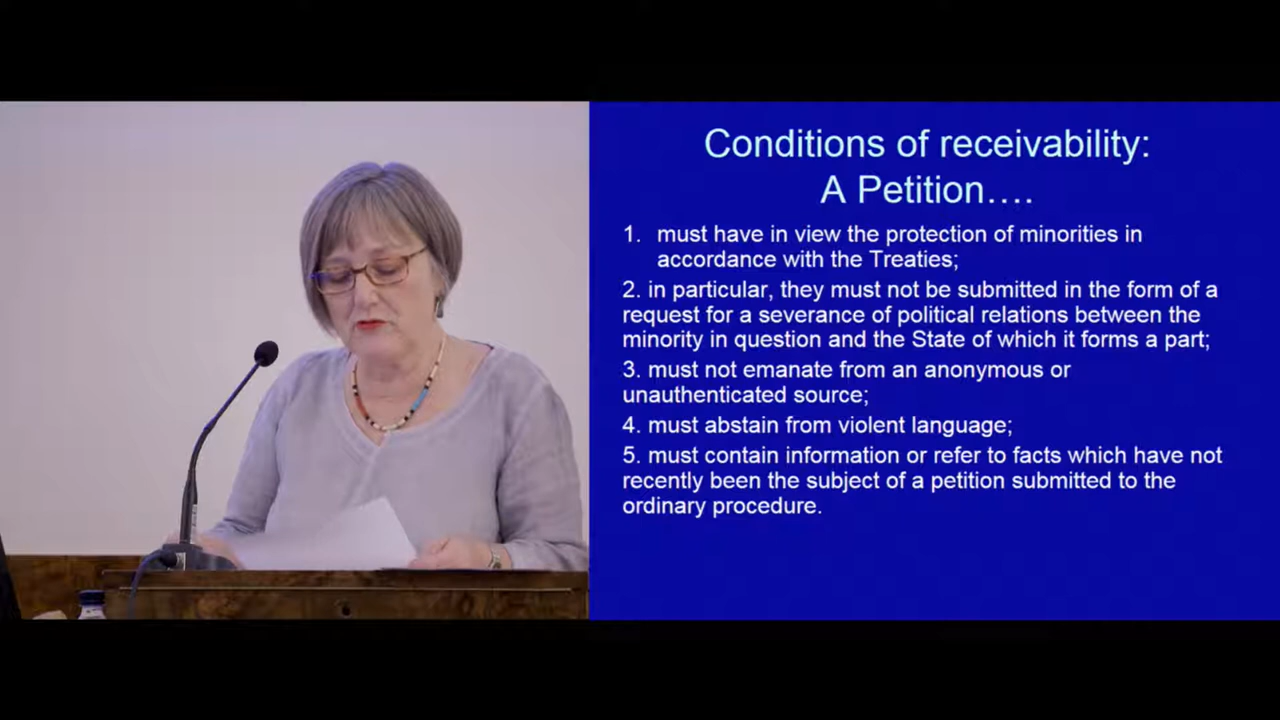 Conditions of receivability:
A Petition….
1. must have in view the protection of minorities in
accordance with the Treaties;
2. in particular, they must not be submitted in the form of a
request for a severance of political relations between the
minority in question and the State of which it forms a part;
3. must not emanate from an anonymous or
unauthenticated source;
4. must abstain from violent language;
5. must contain information or refer to facts which have not
recently been the subject of a petition submitted to the
ordinary procedure.